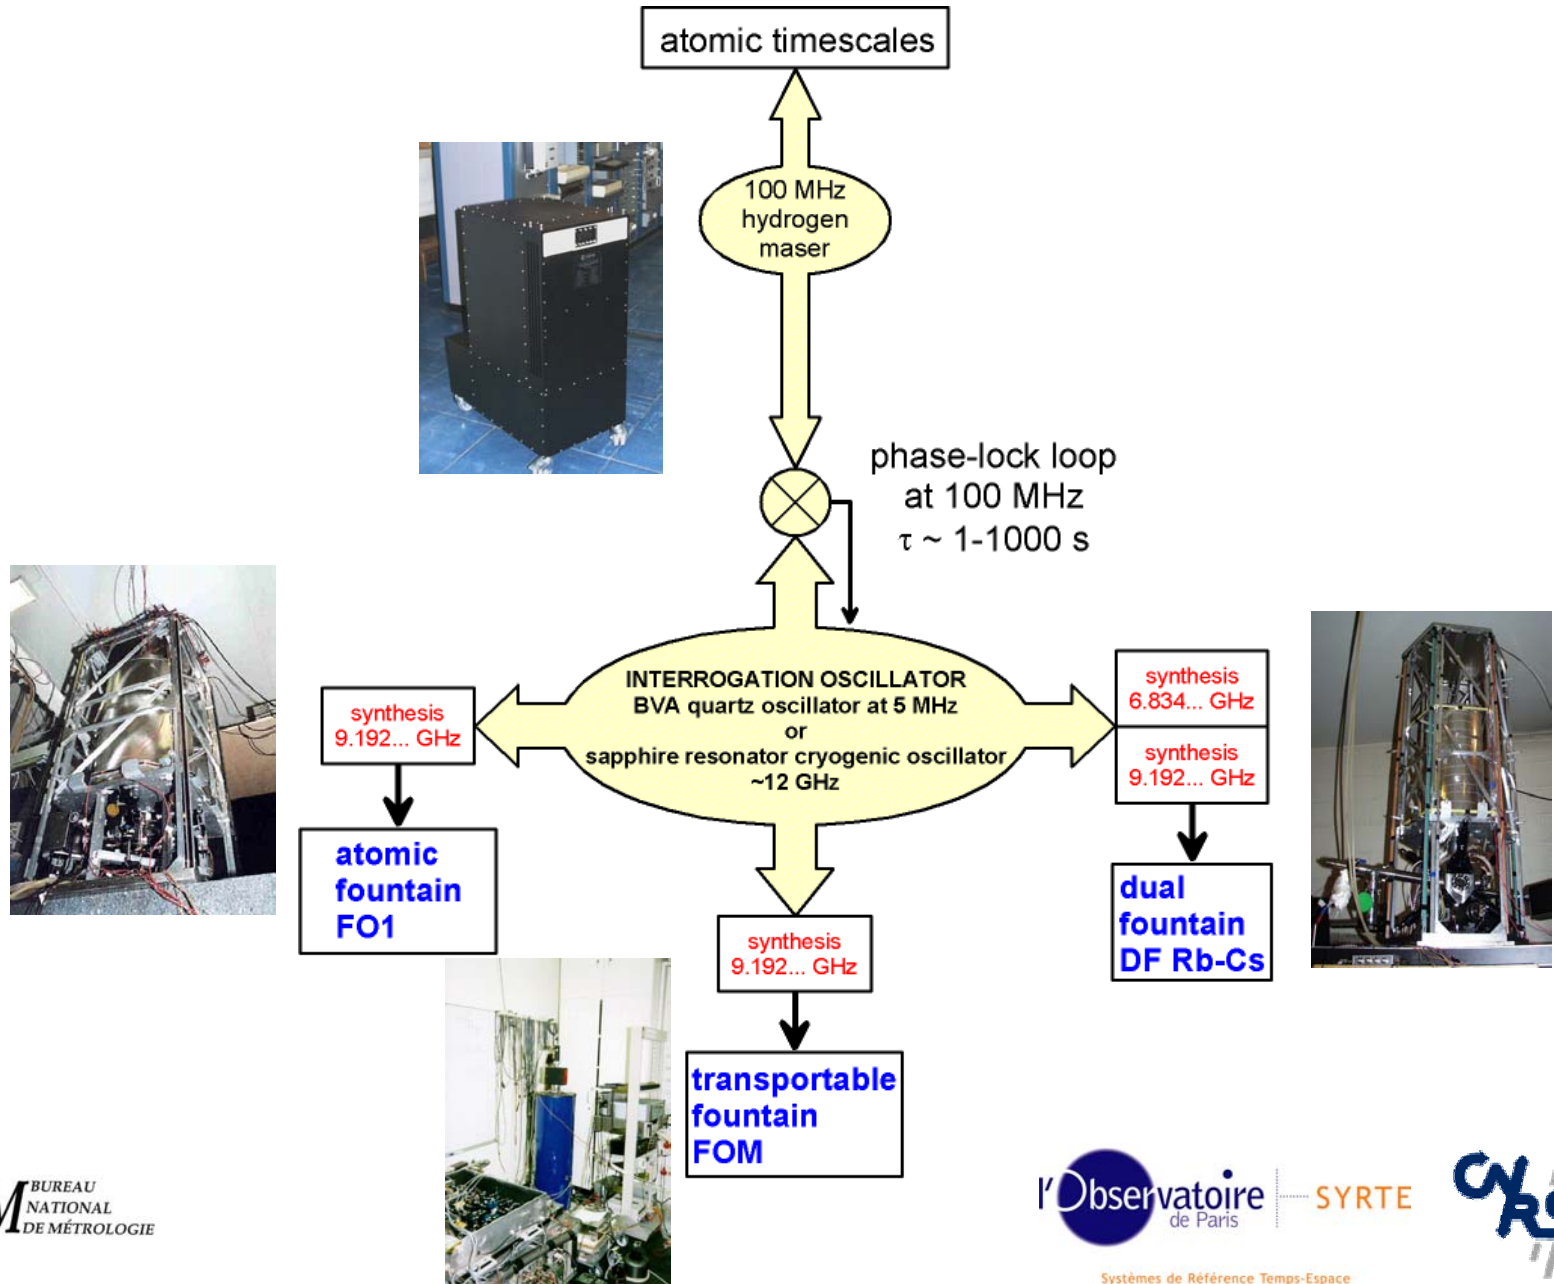 atomic timescales
100 MHz
hydrogen
maser
phase-lock loop
at 100 MHz
τ ~ 1-1000 s
INTERROGATION OSCILLATOR
BVA quartz oscillator at 5 MHz
or
sapphire resonator cryogenic oscillator
~12 GHz
synthesis
9.192... GHz
synthesis
6.834... GHz
synthesis
9.192... GHz
atomic
fountain
FO1
dual
fountain
DF Rb-Cs
synthesis
9.192... GHz
transportable
fountain
FOM
BUREAU
NATIONAL
DE MÉTROLOGIE
l'Observatoire
de Paris
SYRTE
Systèmes de Référence Temps-Espace
CNRS